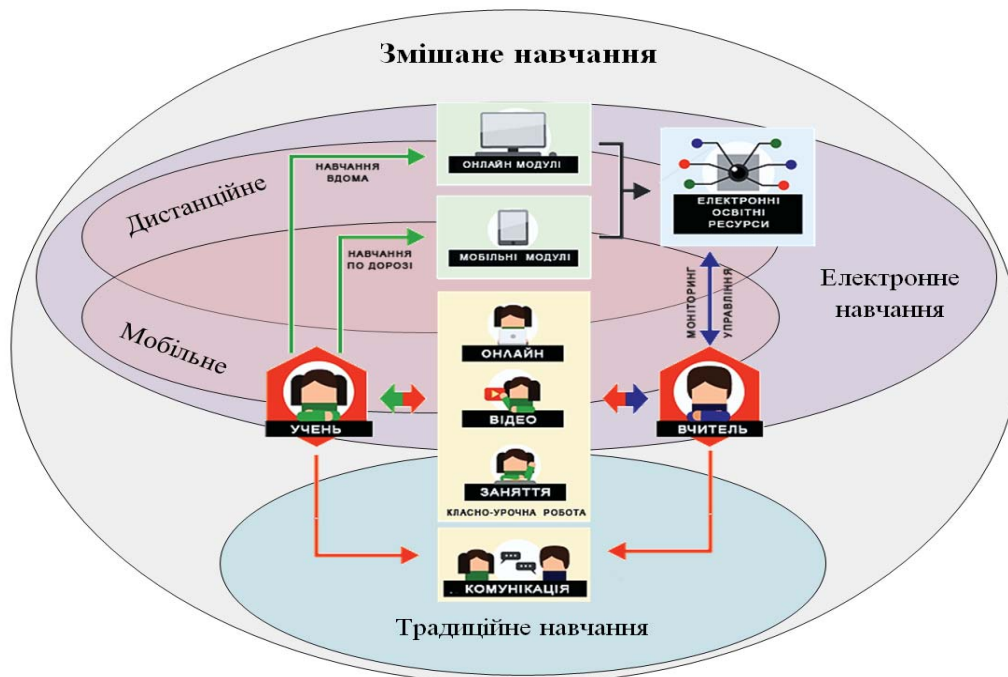 Змішане навчання
НАВЧАННЯ
ВДОМА
ОНЛАЙН МОДУЛІ
ЕЛЕКТРОННІ
ОСВІТНІ
РЕСУРСИ
Дистанційне
НАВЧАННЯ
ПО ДОРОЗІ
МОБІЛЬНІ МОДУЛІ
МОНІТОРИНГ
УПРАВЛІННЯ
Електронне
навчання
Мобільне
ОНЛАЙН
УЧЕНЬ
ВІДЕО
ВЧИТЕЛЬ
ЗАНЯТТЯ
КЛАСНО-УРОЧНА РОБОТА
КОМУНІКАЦІЯ
Традиційне навчання